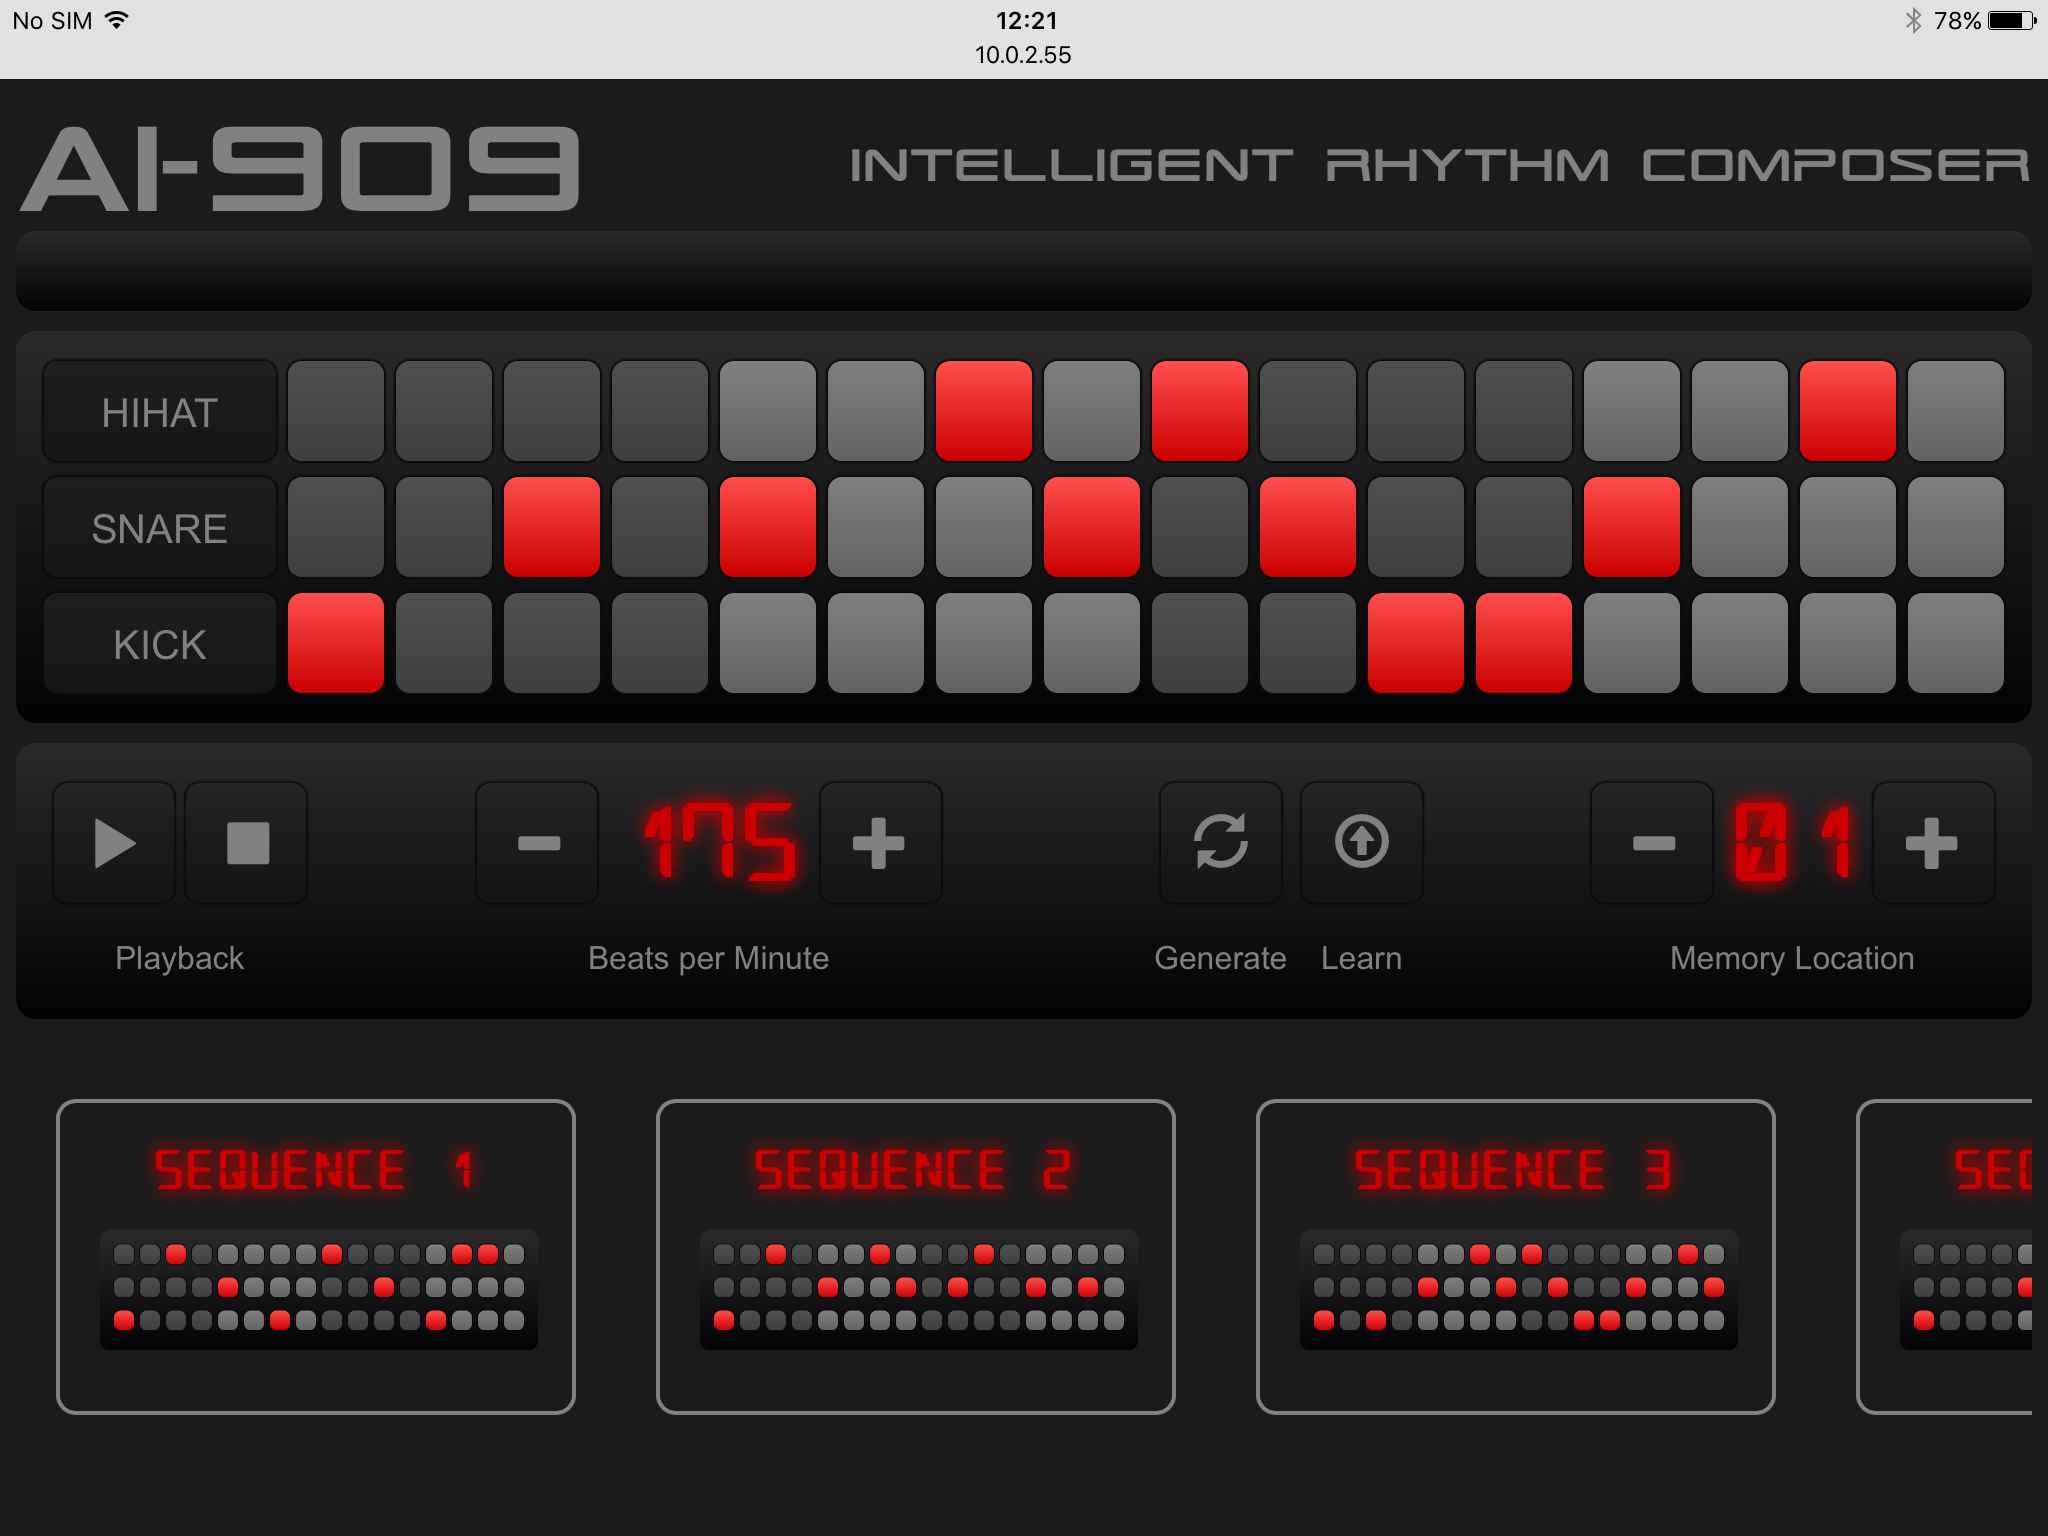 No SIM 12:21 78%
10.0.2.55
AI-909 INTELLIGENT RHYTHM COMPOSER
HIHAT
SNARE
KICK
175 01
Playback Beats per Minute Generate Learn Memory Location
SEQUENCE 1 SEQUENCE 2 SEQUENCE 3